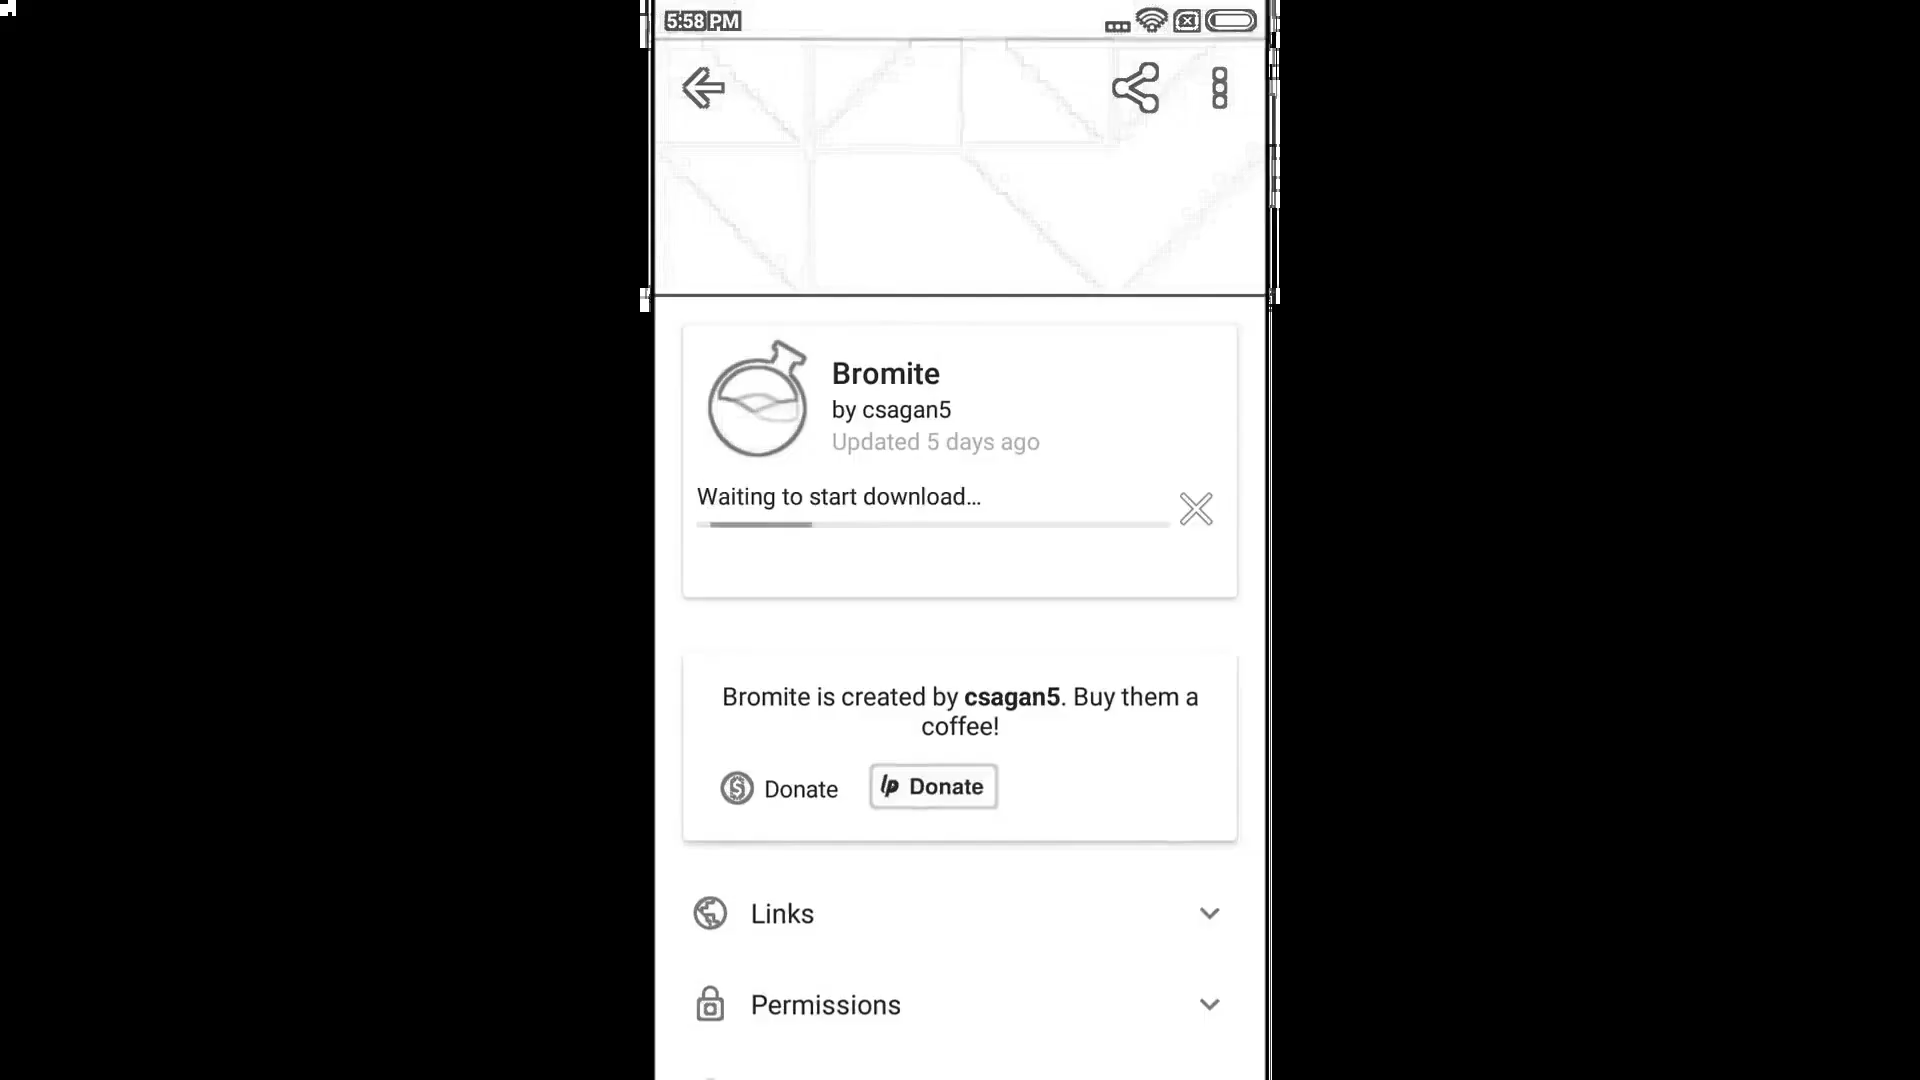 5:58 PM
Bromite
by csagan5
Updated 5 days ago
Waiting to start download...
Bromite is created by csagan5. Buy them a
coffee!
Donate
Donate
Links
Permissions